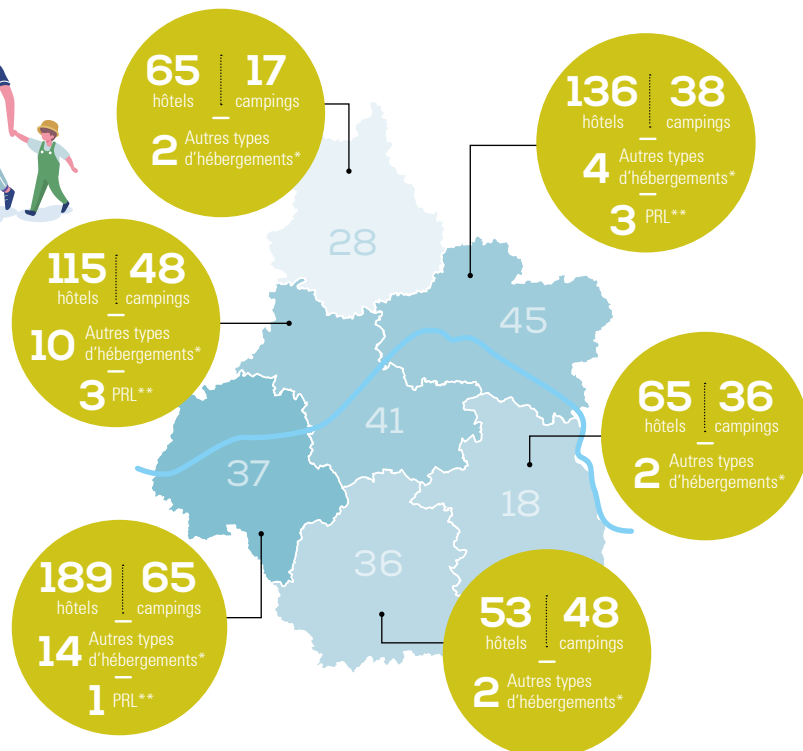 65 17
hôtels campings
2 Autres types
d'hébergements*
136 38
hôtels campings
4 Autres types
d'hébergements*
3 PRL**
28
115 48
hôtels campings
10 Autres types
d'hébergements*
3 PRL**
45
65 36
hôtels campings
2 Autres types
d'hébergements*
41
37
18
36
189 65
hôtels campings
14 Autres types
d'hébergements*
1 PRL**
53 48
hôtels campings
2 Autres types
d'hébergements*